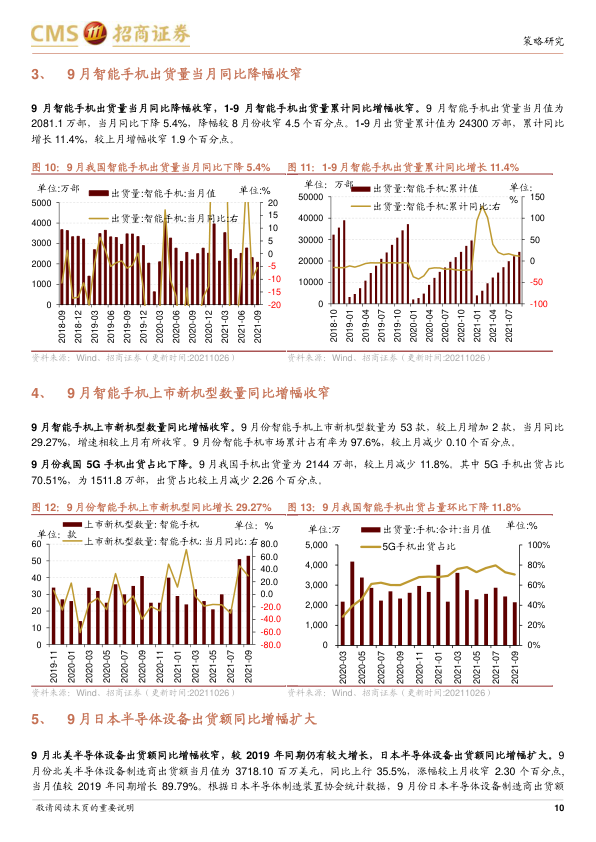 CMS 招商证券
策略研究
3、 9 月智能手机出货量当月同比降幅收窄
9 月智能手机出货量当月同比降幅收窄，1-9 月智能手机出货量累计同比增幅收窄。9 月智能手机出货量当月值为
2081.1 万部，当月同比下降 5.4%，降幅较 8 月份收窄 4.5 个百分点。1-9 月出货量累计值为 24300 万部，累计同比
增长 11.4%，较上月增幅收窄 1.9 个百分点。
图 10：9 月我国智能手机出货量当月同比下降 5.4%
单位:万部
单位:%
出货量:智能手机:当月值
出货量:智能手机:当月同比:右
5000
4000
3000
2000
1000
0
20
15
10
5
0
-5
-10
-15
-20
2018-09
2018-12
2019-03
2019-06
2019-09
2019-12
2020-03
2020-06
2020-09
2020-12
2021-03
2021-06
2021-09
资料来源：Wind、招商证券（更新时间:20211026）
图 11：1-9 月智能手机出货量累计同比增长 11.4%
单位：万部
单位：
%
出货量:智能手机:累计值
出货量:智能手机:累计同比:右
50000
40000
30000
20000
10000
0
150
100
50
0
-50
-100
2018-10
2019-01
2019-04
2019-07
2019-10
2020-01
2020-04
2020-07
2020-10
2021-01
2021-04
2021-07
资料来源：Wind、招商证券（更新时间:20211026）
4、 9 月智能手机上市新机型数量同比增幅收窄
9 月智能手机上市新机型数量同比增幅收窄。9 月份智能手机上市新机型数量为 53 款，较上月增加 2 款，当月同比
29.27%，增速相较上月有所收窄。9 月份智能手机市场累计占有率为 97.6%，较上月减少 0.10 个百分点。
9 月份我国 5G 手机出货占比下降。9 月我国手机出货量为 2144 万部，较上月减少 11.8%。其中 5G 手机出货占比
70.51%，为 1511.8 万部，出货占比较上月减少 2.26 个百分点。
图 12：9 月份智能手机上市新机型同比增长 29.27%
单位：款
单位：%
上市新机型数量:智能手机
上市新机型数量:智能手机:当月同比:右
60
50
40
30
20
10
0
80.0
60.0
40.0
20.0
0.0
-20.0
-40.0
-60.0
-80.0
2019-11
2020-01
2020-03
2020-05
2020-07
2020-09
2020-11
2021-01
2021-03
2021-05
2021-07
2021-09
资料来源：Wind、招商证券（更新时间:20211026）
图 13：9 月我国智能手机出货占量环比下降 11.8%
单位:万
单位:%
出货量:手机:合计:当月值
5G手机出货占比
5,000
4,000
3,000
2,000
1,000
0
100%
80%
60%
40%
20%
0%
2020-03
2020-05
2020-07
2020-09
2020-11
2021-01
2021-03
2021-05
2021-07
2021-09
资料来源：Wind、招商证券（更新时间:20211026）
5、 9 月日本半导体设备出货额同比增幅扩大
9 月北美半导体设备出货额同比增幅收窄，较 2019 年同期仍有较大增长，日本半导体设备出货额同比增幅扩大。9
月份北美半导体设备制造商出货额当月值为 3718.10 百万美元，同比上行 35.5%，涨幅较上月收窄 2.30 个百分点，
当月值较 2019 年同期增长 89.79%。根据日本半导体制造装置协会统计数据，9 月份日本半导体设备制造商出货额
敬请阅读末页的重要说明
10